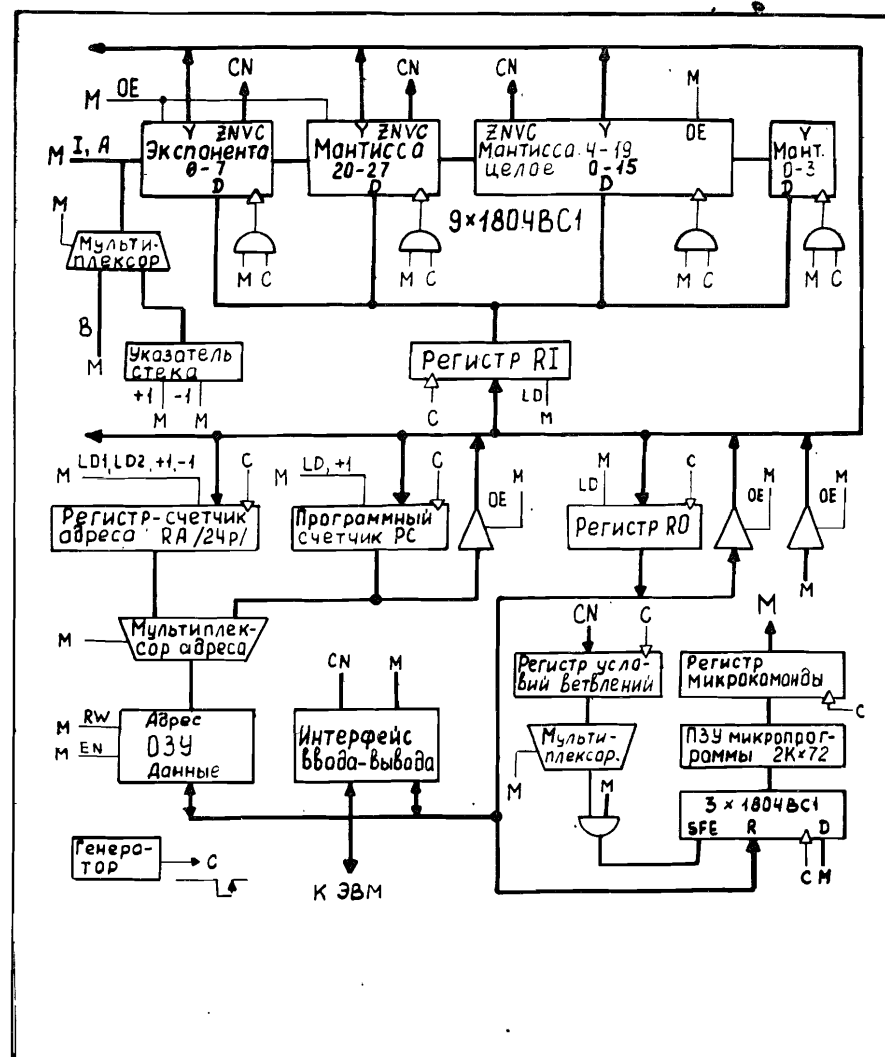 CN
CN
CN
M
M OE
OE
Y ZNVC
Экспонента
0-7
D
Y ZNVC
Мантисса
20-27
D
ZNVC Y
Мантисса 4-19
целое 0-15
D
Y
Мант.
0-3
D
M I, A
M
Мульти-
плексор
9×1804ВС1
M C
M C
M C
M C
B
M
Указатель
стека
+1 -1
M M
Регистр RI
C
LD
M
M LD1, LD2, +1, -1
C
Регистр-счетчик
адреса RA /24р/
M LD, +1
C
Программный
счетчик PC
OE
M
M
LD
C
Регистр RO
OE
M
OE
M
M
M
Мультиплек-
сор адреса
CN
C
Регистр усло-
вий ветвлений
M
Регистр
микрокоманды
C
M RW
M EN
Адрес
ОЗУ
Данные
CN
M
Интерфейс
ввода-вывода
Мульти-
плексор.
M
M
ПЗУ микропрог-
раммы 2К×72
3 × 1804ВС1
SFE R D
C M
Генера-
тор
C
К ЭВМ